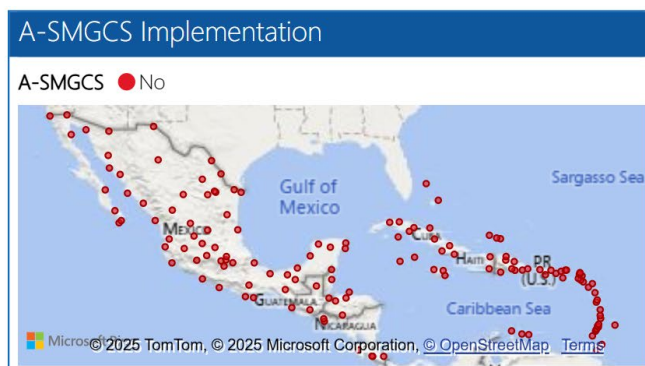 A-SMGCS Implementation
A-SMGCS No
Sargasso Sea
Gulf of
Mexico
MEXICO
CUBA
HAITI
PR
(U.S.)
GUATEMALA
Caribbean Sea
NICARAGUA
© 2025 TomTom, © 2025 Microsoft Corporation, © OpenStreetMap Terms